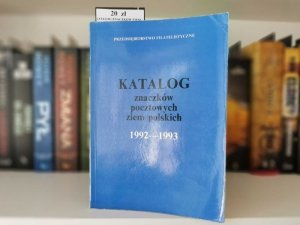 20 zł
PRZEDSIĘBIORSTWO FILATELISTYCZNE
KATALOG
znaczków
pocztowych
ziem polskich
1992—1993
PYŁ